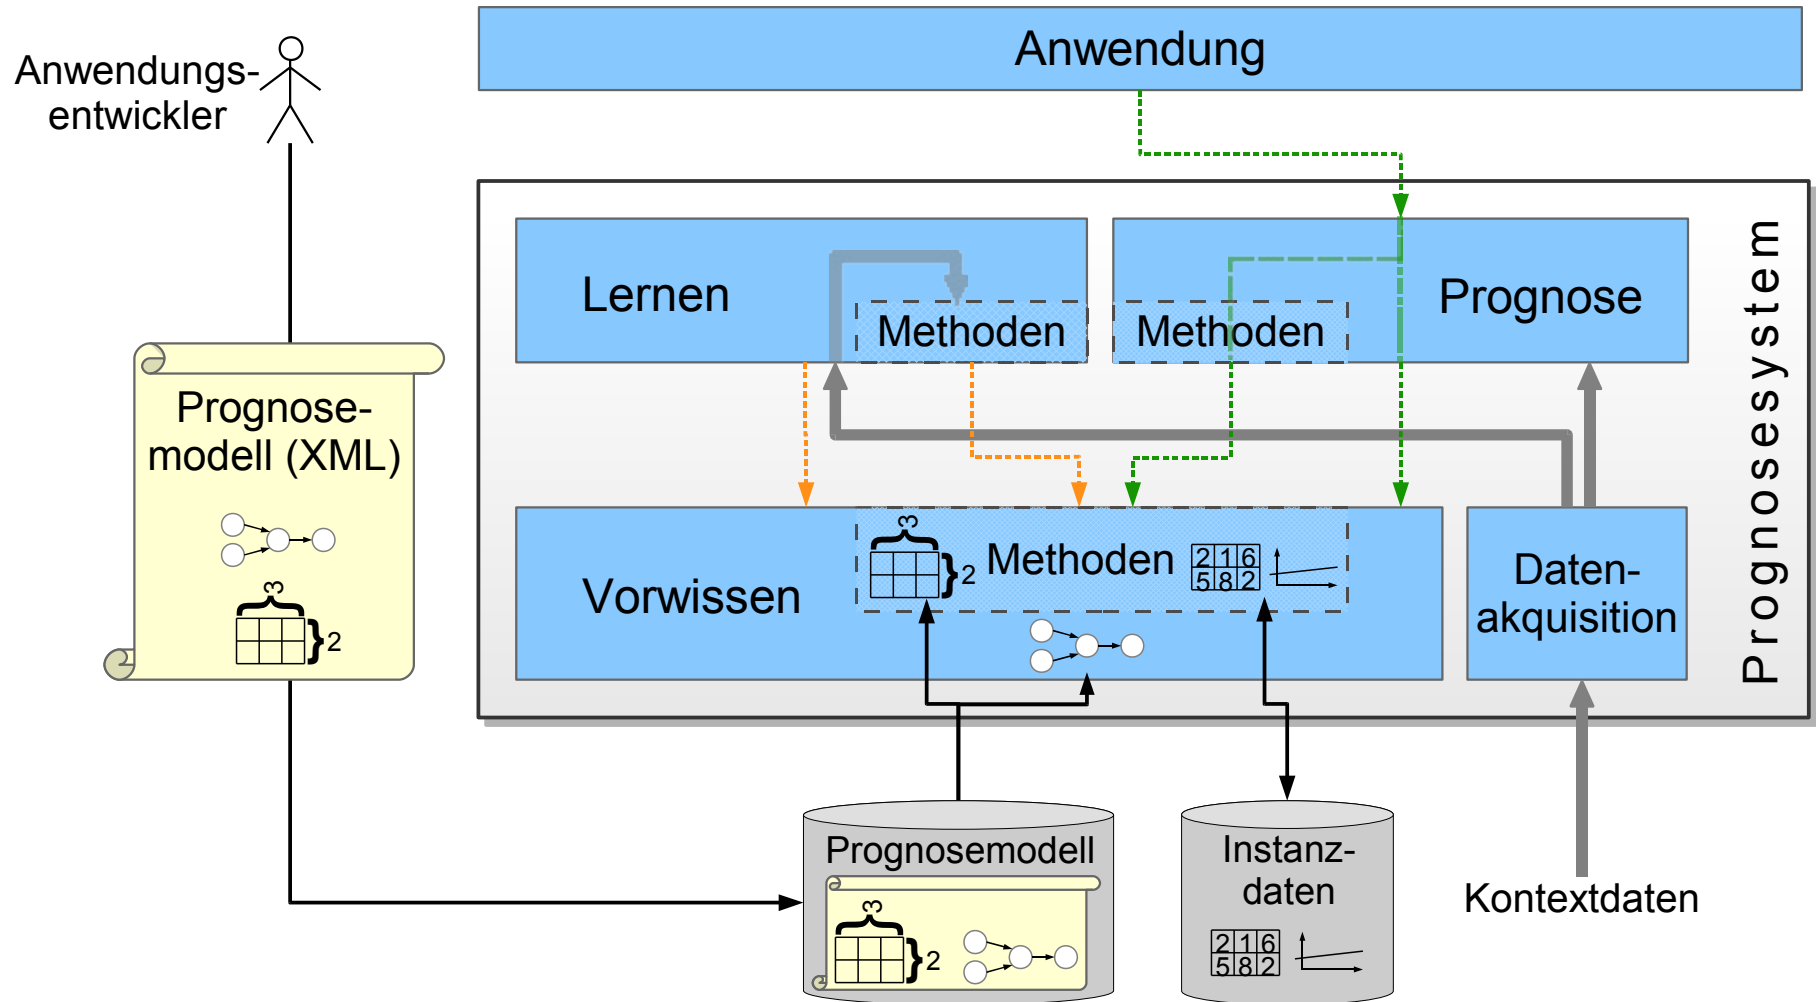 Anwendungs-
entwickler
Anwendung
Prognosesystem
Lernen
Methoden
Methoden
Prognose
Prognose-
modell (XML)
3
2
Vorwissen
3
2
Methoden
2 1 6
5 8 2
Daten-
akquisition
Prognosemodell
3
2
Instanz-
daten
2 1 6
5 8 2
Kontextdaten